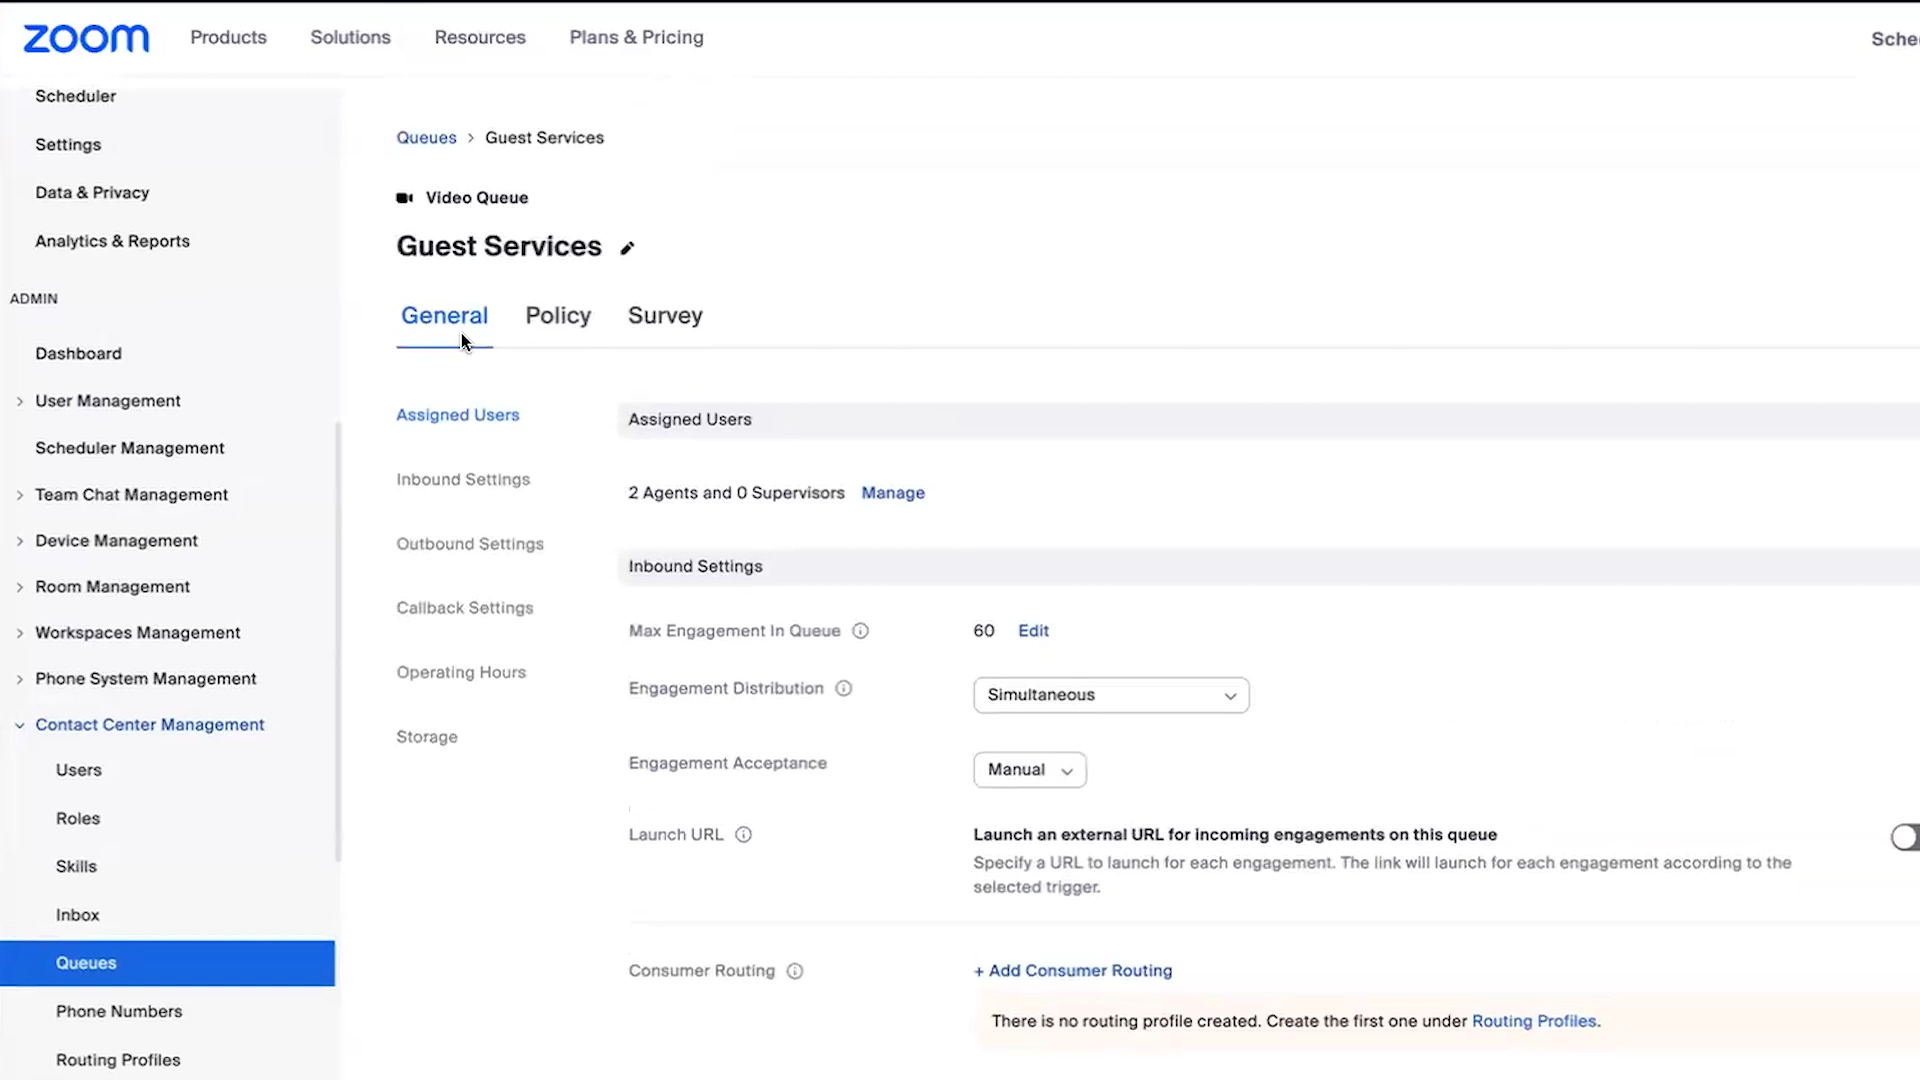 zoom
Products
Solutions
Resources
Plans & Pricing
Scheduler
Settings
Data & Privacy
Analytics & Reports
ADMIN
Dashboard
User Management
Scheduler Management
Team Chat Management
Device Management
Room Management
Workspaces Management
Phone System Management
Contact Center Management
Users
Roles
Skills
Inbox
Queues
Phone Numbers
Routing Profiles
Queues > Guest Services
Video Queue
Guest Services
General
Policy
Survey
Assigned Users
Inbound Settings
Outbound Settings
Callback Settings
Operating Hours
Storage
Assigned Users
2 Agents and 0 Supervisors Manage
Inbound Settings
Max Engagement In Queue 60 Edit
Engagement Distribution Simultaneous
Engagement Acceptance Manual
Launch URL Launch an external URL for incoming engagements on this queue
Specify a URL to launch for each engagement. The link will launch for each engagement according to the
selected trigger.
Consumer Routing + Add Consumer Routing
There is no routing profile created. Create the first one under Routing Profiles.